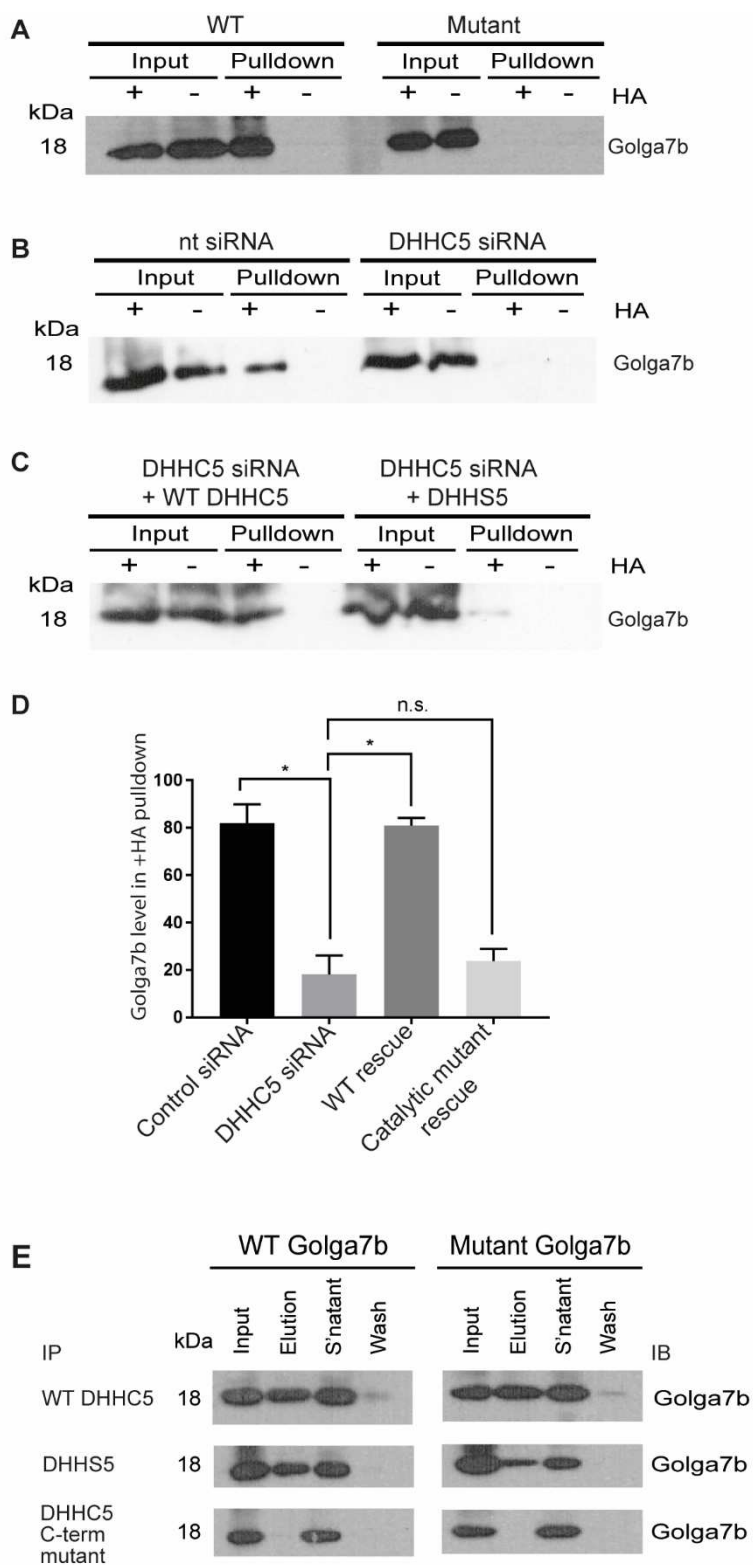 A
WT Mutant
Input Pulldown Input Pulldown
+ - + - + - + - HA
kDa
18 Golga7b
B
nt siRNA DHHC5 siRNA
Input Pulldown Input Pulldown
+ - + - + - + - HA
kDa
18 Golga7b
C
DHHC5 siRNA DHHC5 siRNA
+ WT DHHC5 + DHHS5
Input Pulldown Input Pulldown
+ - + - + - + - HA
kDa
18 Golga7b
D
n.s.
* *
Golga7b level in +HA pulldown
100
80
60
40
20
0
Control siRNA
DHHC5 siRNA
WT rescue
Catalytic mutant
rescue
E
WT Golga7b Mutant Golga7b
Input Elution S'natant Wash Input Elution S'natant Wash
IP kDa IB
WT DHHC5 18 Golga7b
DHHS5 18 Golga7b
DHHC5
C-term 18 Golga7b
mutant